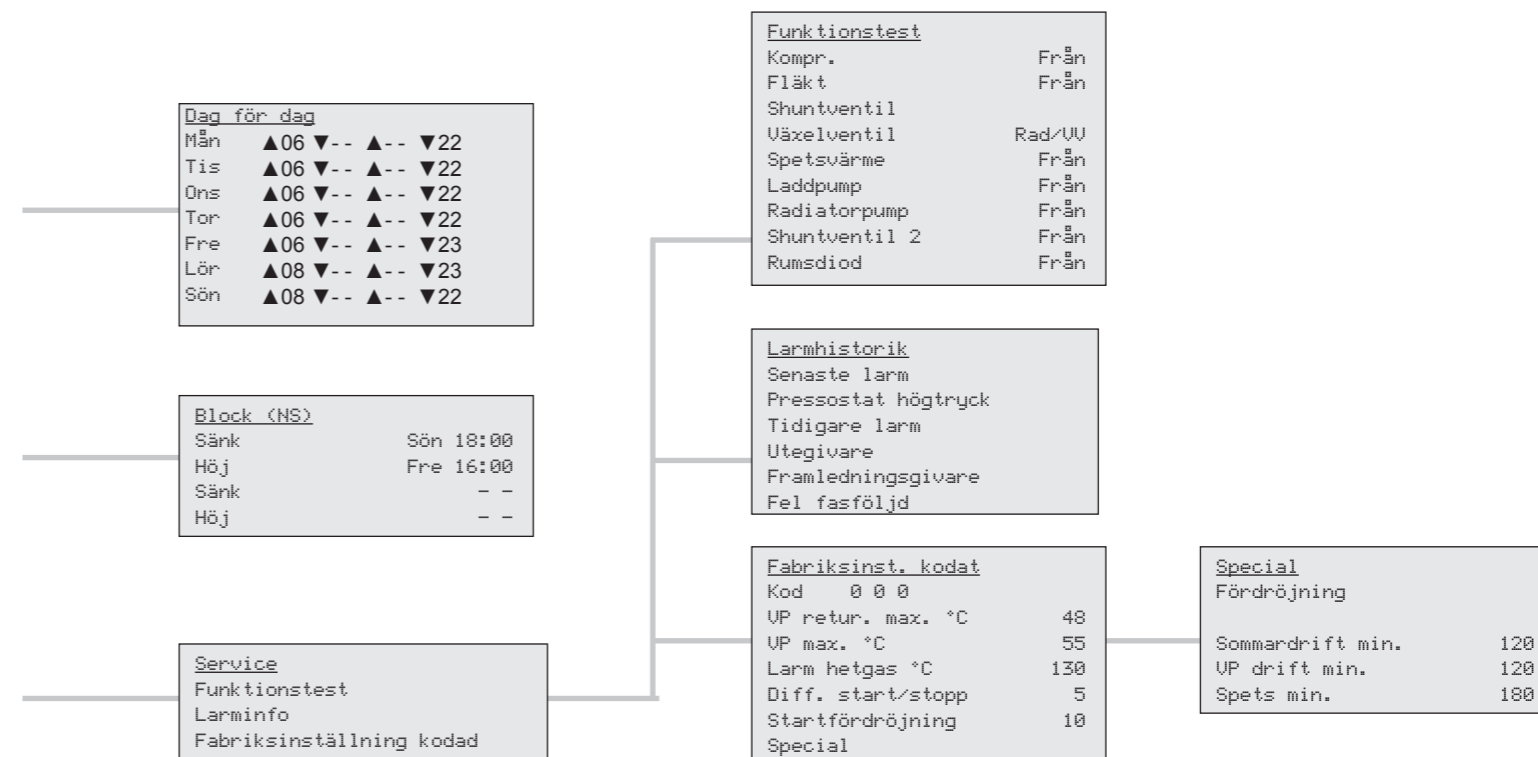 Dag för dag
Mån ▲06 ▼-- ▲-- ▼22
Tis ▲06 ▼-- ▲-- ▼22
Ons ▲06 ▼-- ▲-- ▼22
Tor ▲06 ▼-- ▲-- ▼22
Fre ▲06 ▼-- ▲-- ▼23
Lör ▲08 ▼-- ▲-- ▼23
Sön ▲08 ▼-- ▲-- ▼22
Block (NS)
Sänk Sön 18:00
Höj Fre 16:00
Sänk - -
Höj - -
Service
Funktionstest
Larminfo
Fabriksinställning kodad
Funktionstest
Kompr. Från
Fläkt Från
Shuntventil
Växelventil Rad/VV
Spetsvärme Från
Laddpump Från
Radiatorpump Från
Shuntventil 2 Från
Rumsdiod Från
Larmhistorik
Senaste larm
Pressostat högtryck
Tidigare larm
Utegivare
Framledningsgivare
Fel fasföljd
Fabriksinst. kodat
Kod 0 0 0
VP retur. max. °C 48
VP max. °C 55
Larm hetgas °C 130
Diff. start/stopp 5
Startfördröjning 10
Special
Special
Fördröjning
Sommardrift min. 120
VP drift min. 120
Spets min. 180